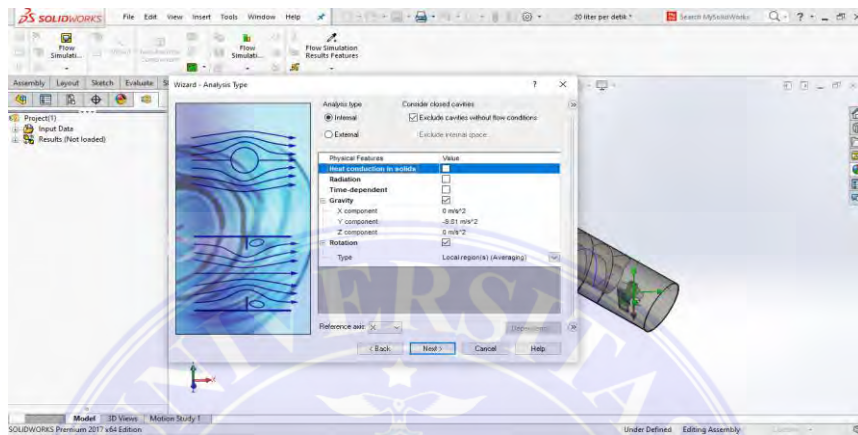 SOLIDWORKS File Edit View Insert Tools Window Help 20 liter per detik * Search MySolidWorks
Flow Simulati... Flow Simulati... Flow Simulation Results Features
Assembly Layout Sketch Evaluate
Wizard - Analysis Type ? ×
Project(1)
Input Data
Results (Not loaded)
Analysis type Consider closed cavities
Internal Exclude cavities without flow conditions
External Exclude internal space
Physical Features Value
Heat conduction in solids
Radiation
Time-dependent
Gravity
X component 0 m/s^2
Y component -9.81 m/s^2
Z component 0 m/s^2
Rotation
Type Local region(s) (Averaging)
Reference axis: X
< Back Next > Cancel Help
UNIVERSITA
Model 3D Views Motion Study 1
SOLIDWORKS Premium 2017 x64 Edition Under Defined Editing Assembly